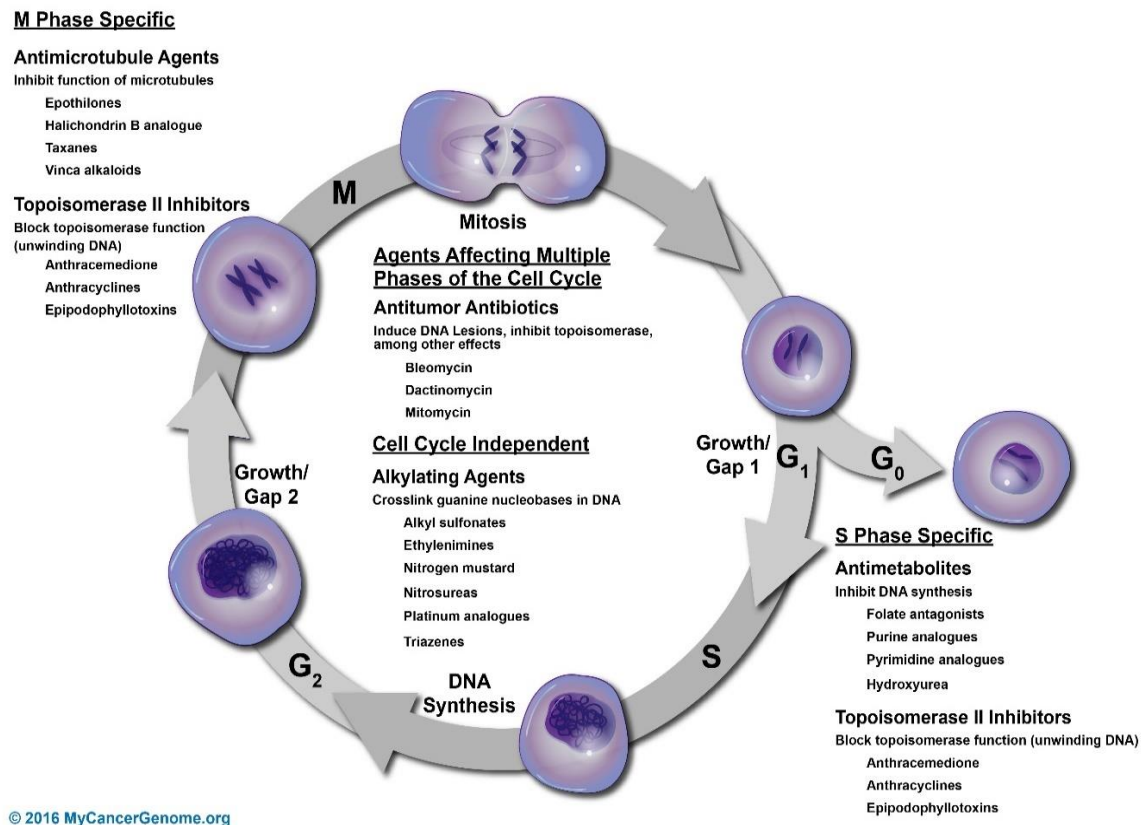 M Phase Specific
Antimicrotubule Agents
Inhibit function of microtubules
Epothilones
Halichondrin B analogue
Taxanes
Vinca alkaloids
Topoisomerase II Inhibitors
Block topoisomerase function
(unwinding DNA)
Anthracemedione
Anthracyclines
Epipodophyllotoxins
M
Mitosis
Agents Affecting Multiple
Phases of the Cell Cycle
Antitumor Antibiotics
Induce DNA Lesions, inhibit topoisomerase,
among other effects
Bleomycin
Dactinomycin
Mitomycin
Cell Cycle Independent
Alkylating Agents
Crosslink guanine nucleobases in DNA
Alkyl sulfonates
Ethylenimines
Nitrogen mustard
Nitrosureas
Platinum analogues
Triazenes
Growth/
Gap 1
G1
G0
S Phase Specific
Antimetabolites
Inhibit DNA synthesis
Folate antagonists
Purine analogues
Pyrimidine analogues
Hydroxyurea
Topoisomerase II Inhibitors
Block topoisomerase function (unwinding DNA)
Anthracemedione
Anthracyclines
Epipodophyllotoxins
S
DNA
Synthesis
G2
Growth/
Gap 2
© 2016 MyCancerGenome.org